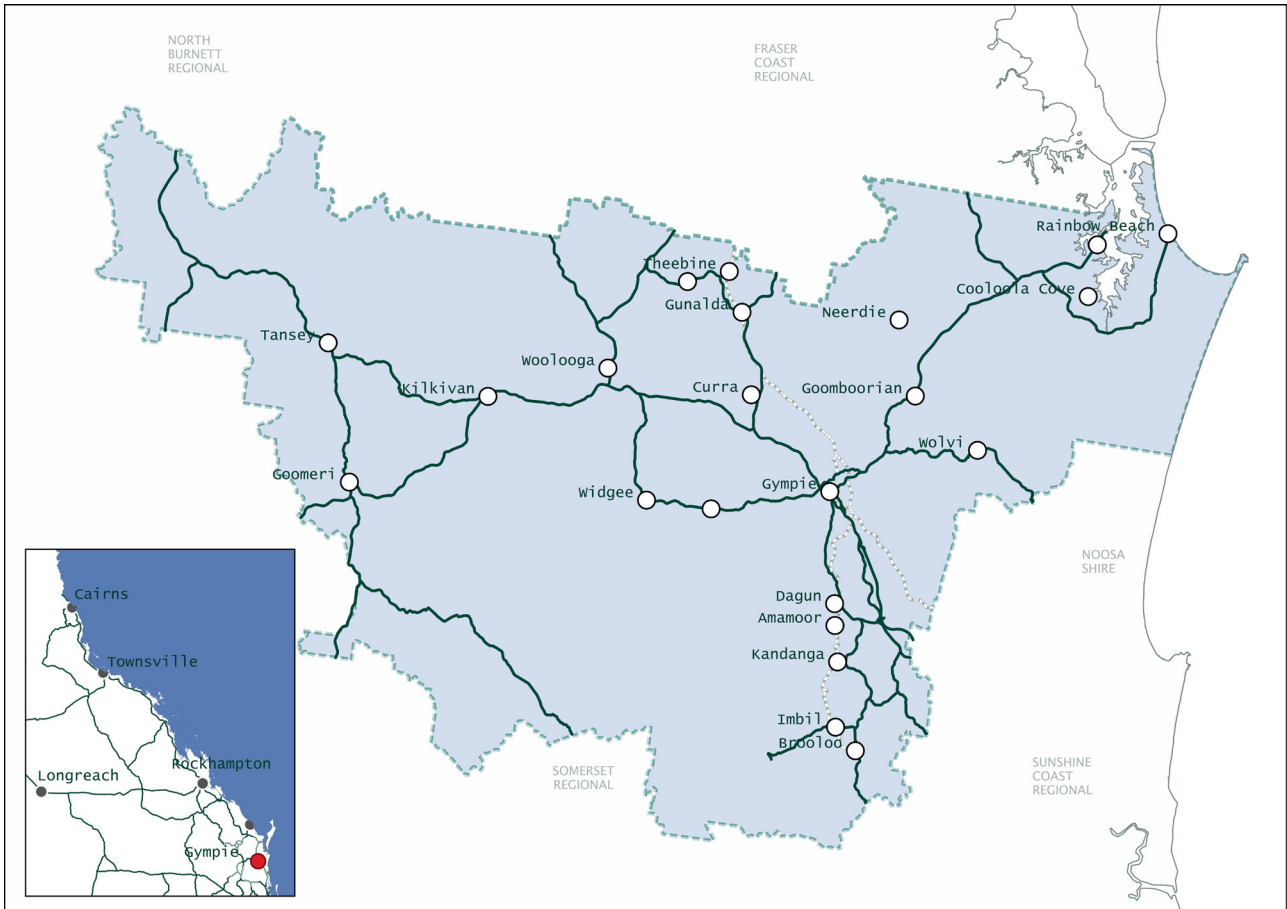 NORTH
BURNETT
REGIONAL
FRASER
COAST
REGIONAL
Rainbow Beach
Theebine
Cooloola Cove
Gunalda
Neerdie
Tansey
Woolooga
Kilkivan
Curra
Goomboorian
Wolvi
Goomeri
Widgee
Gympie
NOOSA
SHIRE
Dagun
Amamoor
Kandanga
Imbil
Brooloo
SOMERSET
REGIONAL
SUNSHINE
COAST
REGIONAL
Cairns
Townsville
Rockhampton
Longreach
Gympie